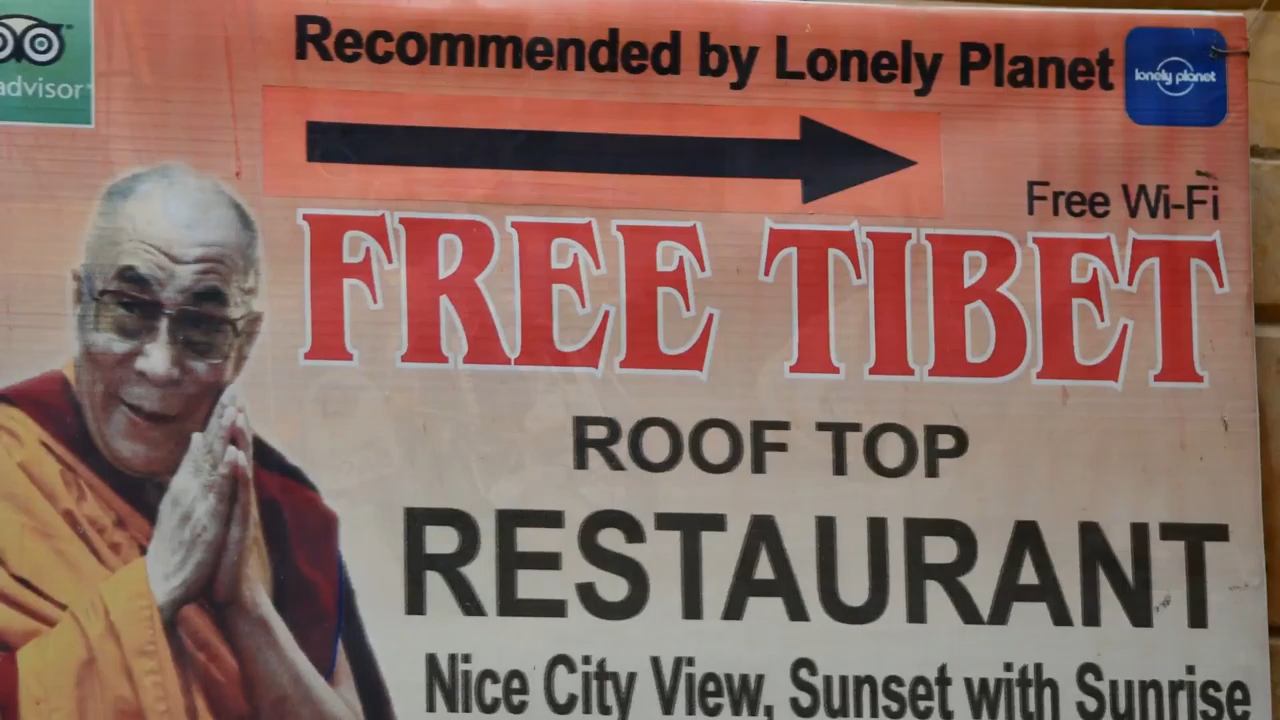 Recommended by Lonely Planet
lonely planet
advisor
Free Wi-Fi
FREE TIBET
ROOF TOP
RESTAURANT
Nice City View, Sunset with Sunrise